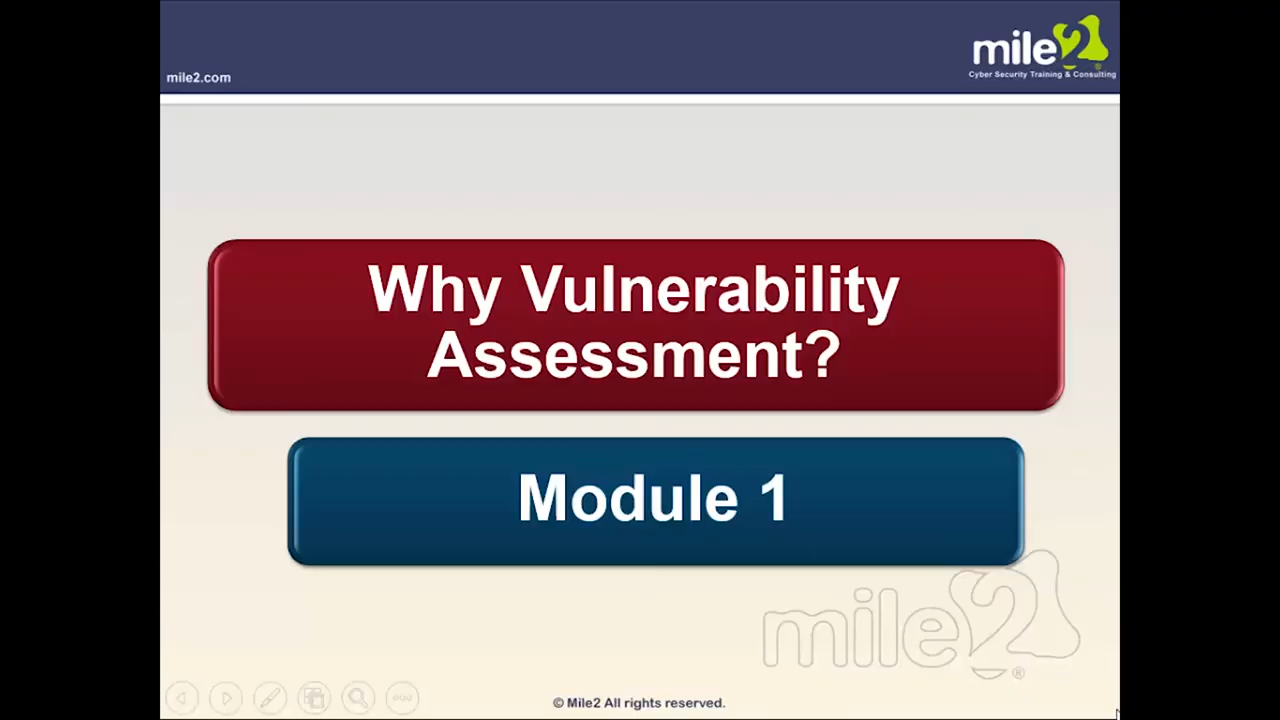 mile2.com
mile2
Cyber Security Training & Consulting
Why Vulnerability
Assessment?
Module 1
mile2®
© Mile2 All rights reserved.